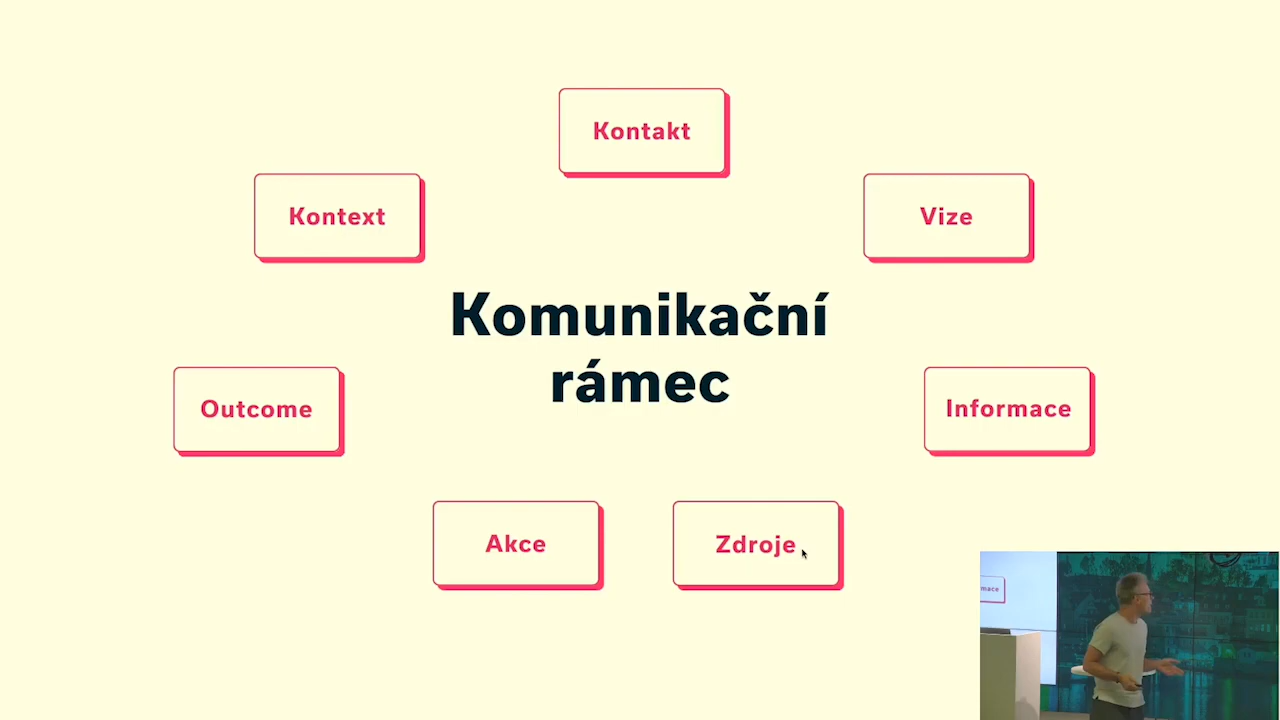 Kontakt
Kontext
Vize
Komunikační
rámec
Outcome
Informace
Akce
Zdroje